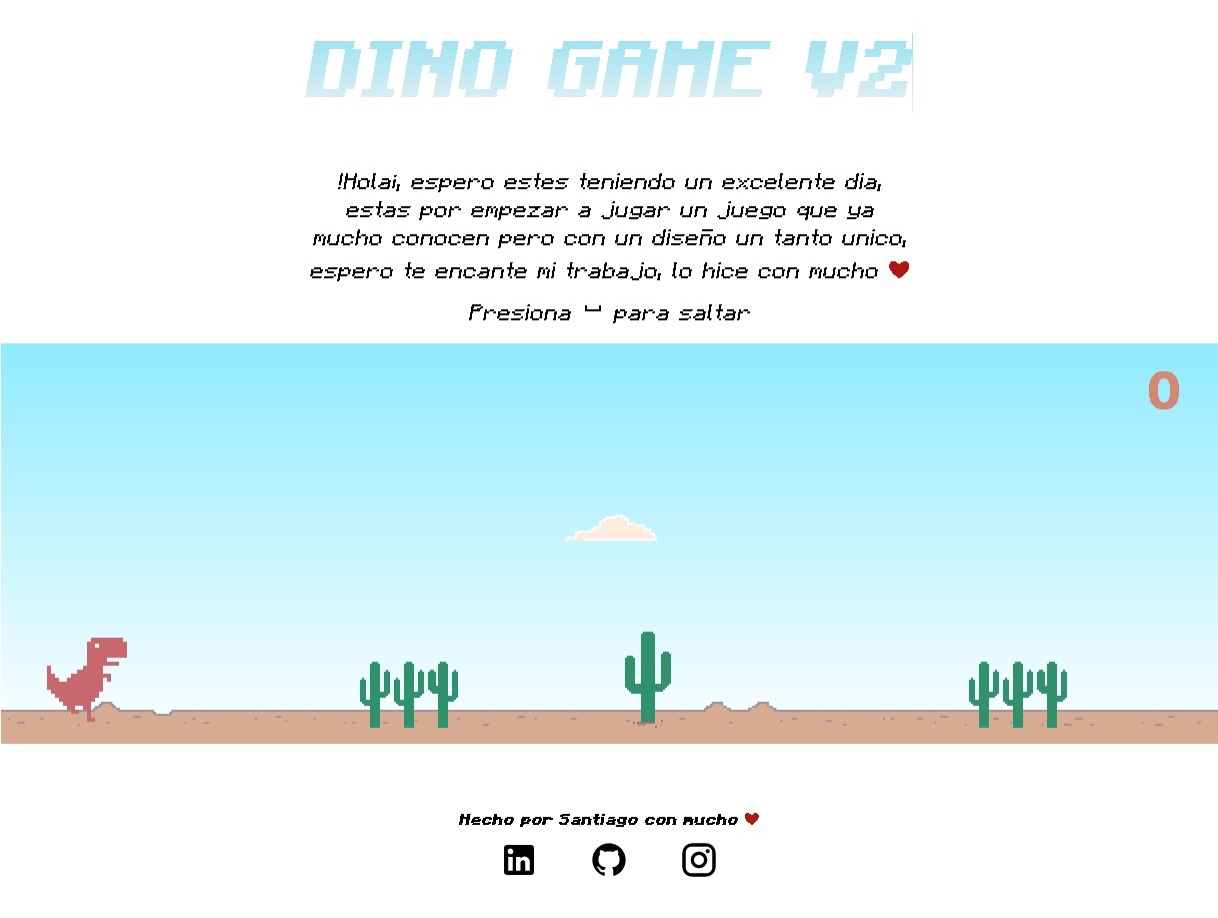 DINO GAME V2
!Hola¡, espero estes teniendo un excelente dia,
estas por empezar a jugar un juego que ya
mucho conocen pero con un diseño un tanto unico,
espero te encante mi trabajo, lo hice con mucho ❤
Presiona ␣ para saltar
0
Hecho por Santiago con mucho ❤
in